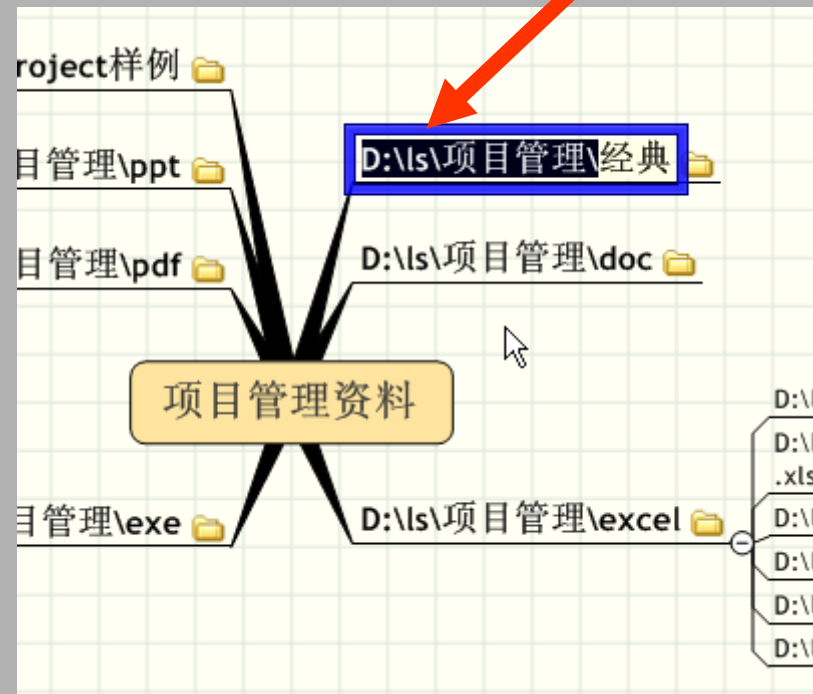 roject样例
目管理\ppt
目管理\pdf
D:\ls\项目管理\经典
D:\ls\项目管理\doc
项目管理资料
目管理\exe
D:\ls\项目管理\excel
D:\
D:\
.xls
D:\
D:\
D:\
D:\